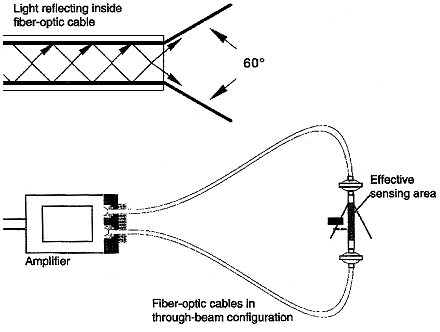 Light reflecting inside
fiber-optic cable
60°
Effective
sensing area
Amplifier
Fiber-optic cables in
through-beam configuration